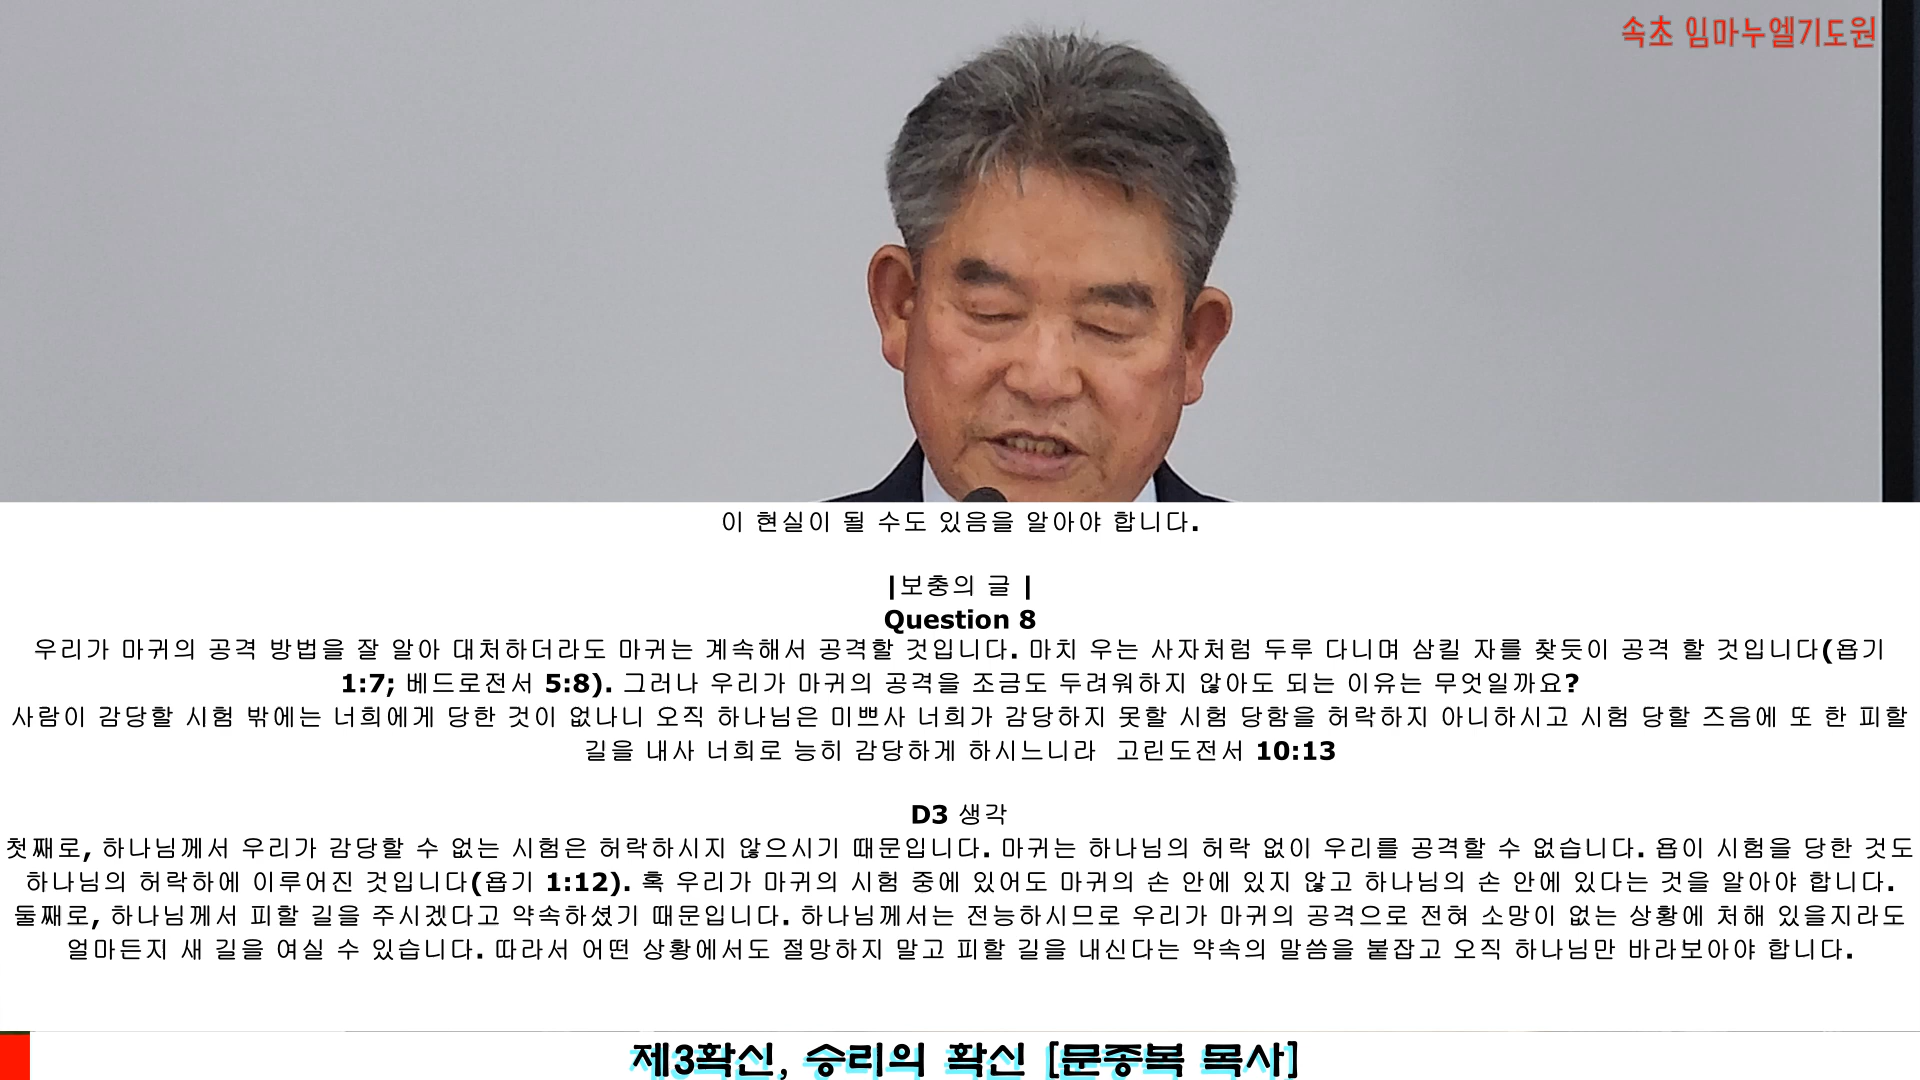 속초 임마누엘기도원
이 현실이 될 수도 있음을 알아야 합니다.
|보충의 글 |
Question 8
우리가 마귀의 공격 방법을 잘 알아 대처하더라도 마귀는 계속해서 공격할 것입니다. 마치 우는 사자처럼 두루 다니며 삼킬 자를 찾듯이 공격 할 것입니다(욥기
1:7; 베드로전서 5:8). 그러나 우리가 마귀의 공격을 조금도 두려워하지 않아도 되는 이유는 무엇일까요?
사람이 감당할 시험 밖에는 너희에게 당한 것이 없나니 오직 하나님은 미쁘사 너희가 감당하지 못할 시험 당함을 허락하지 아니하시고 시험 당할 즈음에 또 한 피할
길을 내사 너희로 능히 감당하게 하시느니라  고린도전서 10:13
D3 생각
첫째로, 하나님께서 우리가 감당할 수 없는 시험은 허락하시지 않으시기 때문입니다. 마귀는 하나님의 허락 없이 우리를 공격할 수 없습니다. 욥이 시험을 당한 것도
하나님의 허락하에 이루어진 것입니다(욥기 1:12). 혹 우리가 마귀의 시험 중에 있어도 마귀의 손 안에 있지 않고 하나님의 손 안에 있다는 것을 알아야 합니다.
둘째로, 하나님께서 피할 길을 주시겠다고 약속하셨기 때문입니다. 하나님께서는 전능하시므로 우리가 마귀의 공격으로 전혀 소망이 없는 상황에 처해 있을지라도
얼마든지 새 길을 여실 수 있습니다. 따라서 어떤 상황에서도 절망하지 말고 피할 길을 내신다는 약속의 말씀을 붙잡고 오직 하나님만 바라보아야 합니다.
제3확신, 승리의 확신 [문종복 목사]